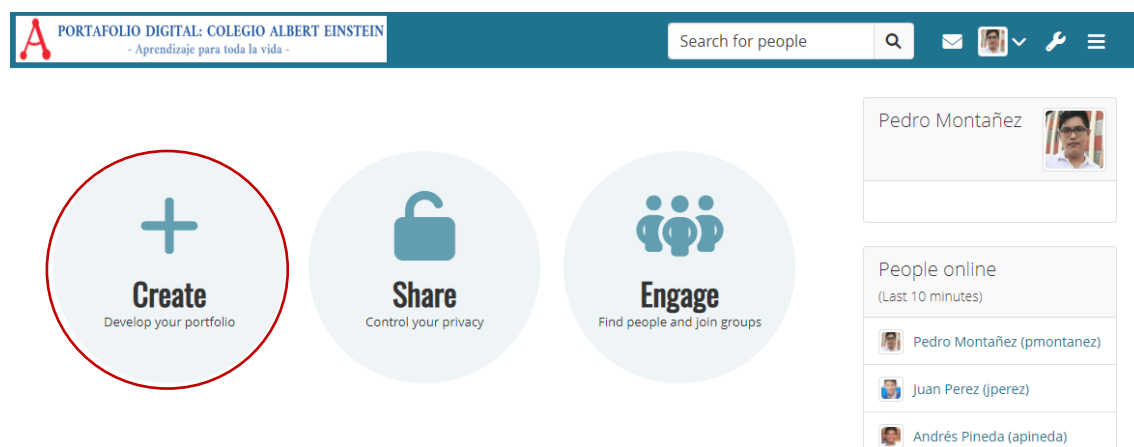 PORTAFOLIO DIGITAL: COLEGIO ALBERT EINSTEIN
- Aprendizaje para toda la vida -
Search for people
Pedro Montañez
Create
Develop your portfolio
Share
Control your privacy
Engage
Find people and join groups
People online
(Last 10 minutes)
Pedro Montañez (pmontanez)
Juan Perez (jperez)
Andrés Pineda (apineda)